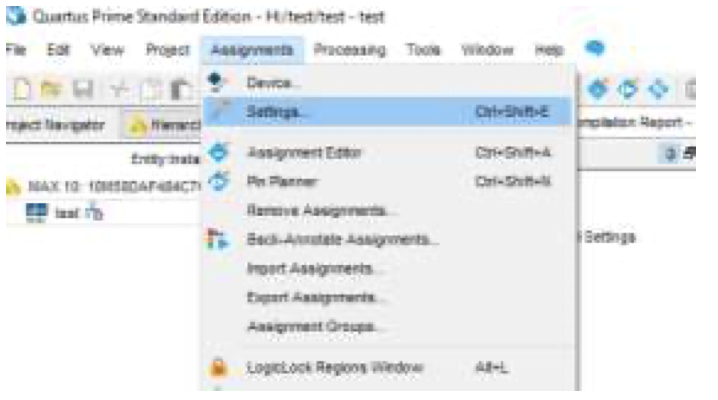 Quartus Prime Standard Edition - H:/test/test - test
File Edit View Project Assignments Processing Tools Window Help
Device...
Settings... Ctrl+Shift+E
Project Navigator Hierarc
mpilation Report -
Entity:Insta
Assignment Editor Ctrl+Shift+A
MAX 10: 10M50DAF484C7
Pin Planner Ctrl+Shift+N
test
Remove Assignments...
Back-Annotate Assignments...
Settings
Import Assignments...
Export Assignments...
Assignment Groups...
LogicLock Regions Window Alt+L